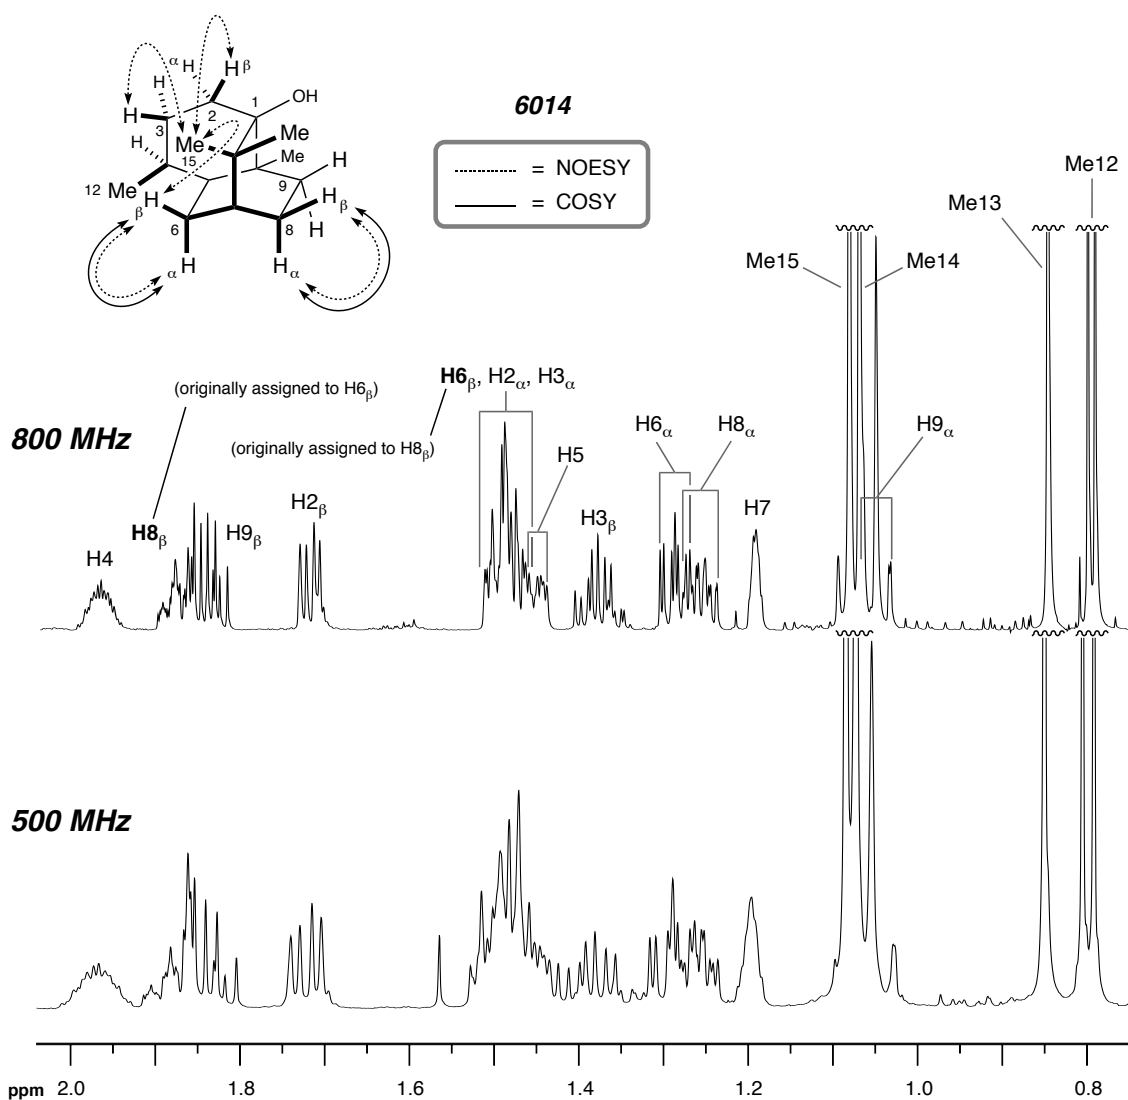 α H
H β
H
1
OH
6014
H
2
H
3
Me
Me
= NOESY
H
15
Me
H
= COSY
12 Me
9
H
H β
β
6
8
H
H
α
H α
Me12
Me13
Me15
Me14
(originally assigned to H6β)
H6β, H2α, H3α
800 MHz
(originally assigned to H8β)
H6α
H8α
H9α
H5
H8β
H9β
H2β
H3β
H7
H4
500 MHz
ppm 2.0 1.8 1.6 1.4 1.2 1.0 0.8